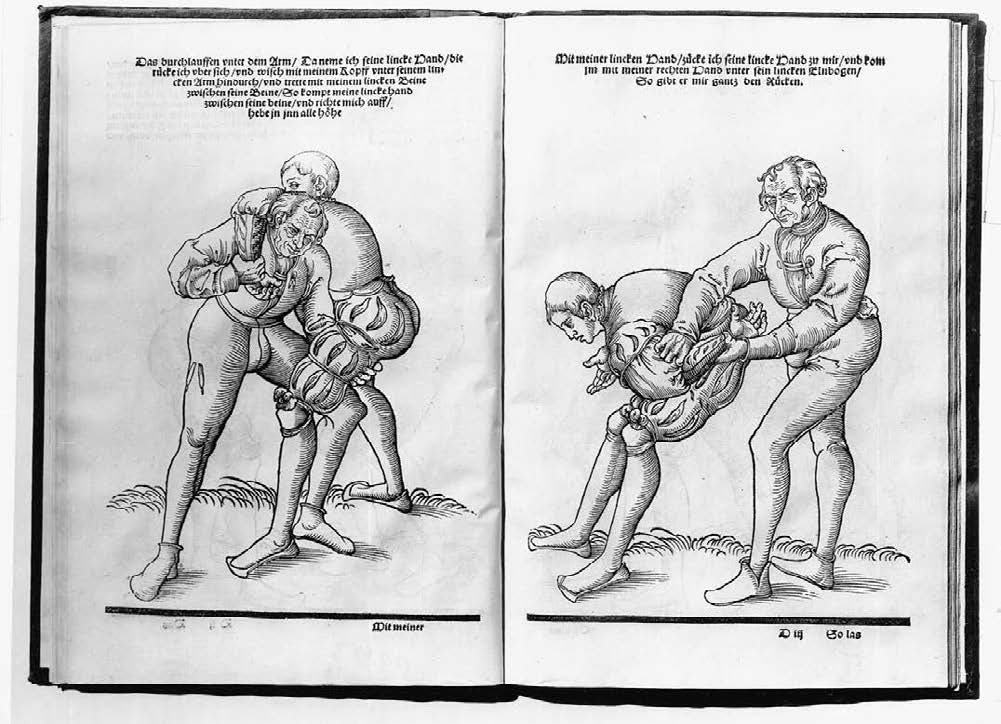 Das durchlauffen vnter dem Arm/ Da neme ich seine lincke Hand/die
rücke ich vber sich/vnd wisch mit meinem Kopff vnter seinem lin-
cken Arm hindurch/vnd trette mit meinem lincken Beine
zwischen seine Beine/So kompt meine lincke hand
zwischen seine beine/vnd richte mich auff/
hebe jn jnn alle höhe
Mit meiner
Mit meiner lincken Hand/zücke ich seine lincke Hand zu mir/vnd kom
jm mit meiner rechten Hand vnter sein lincken Elnbogen/
So gibt er mir gantz den Rücken.
D iij So las